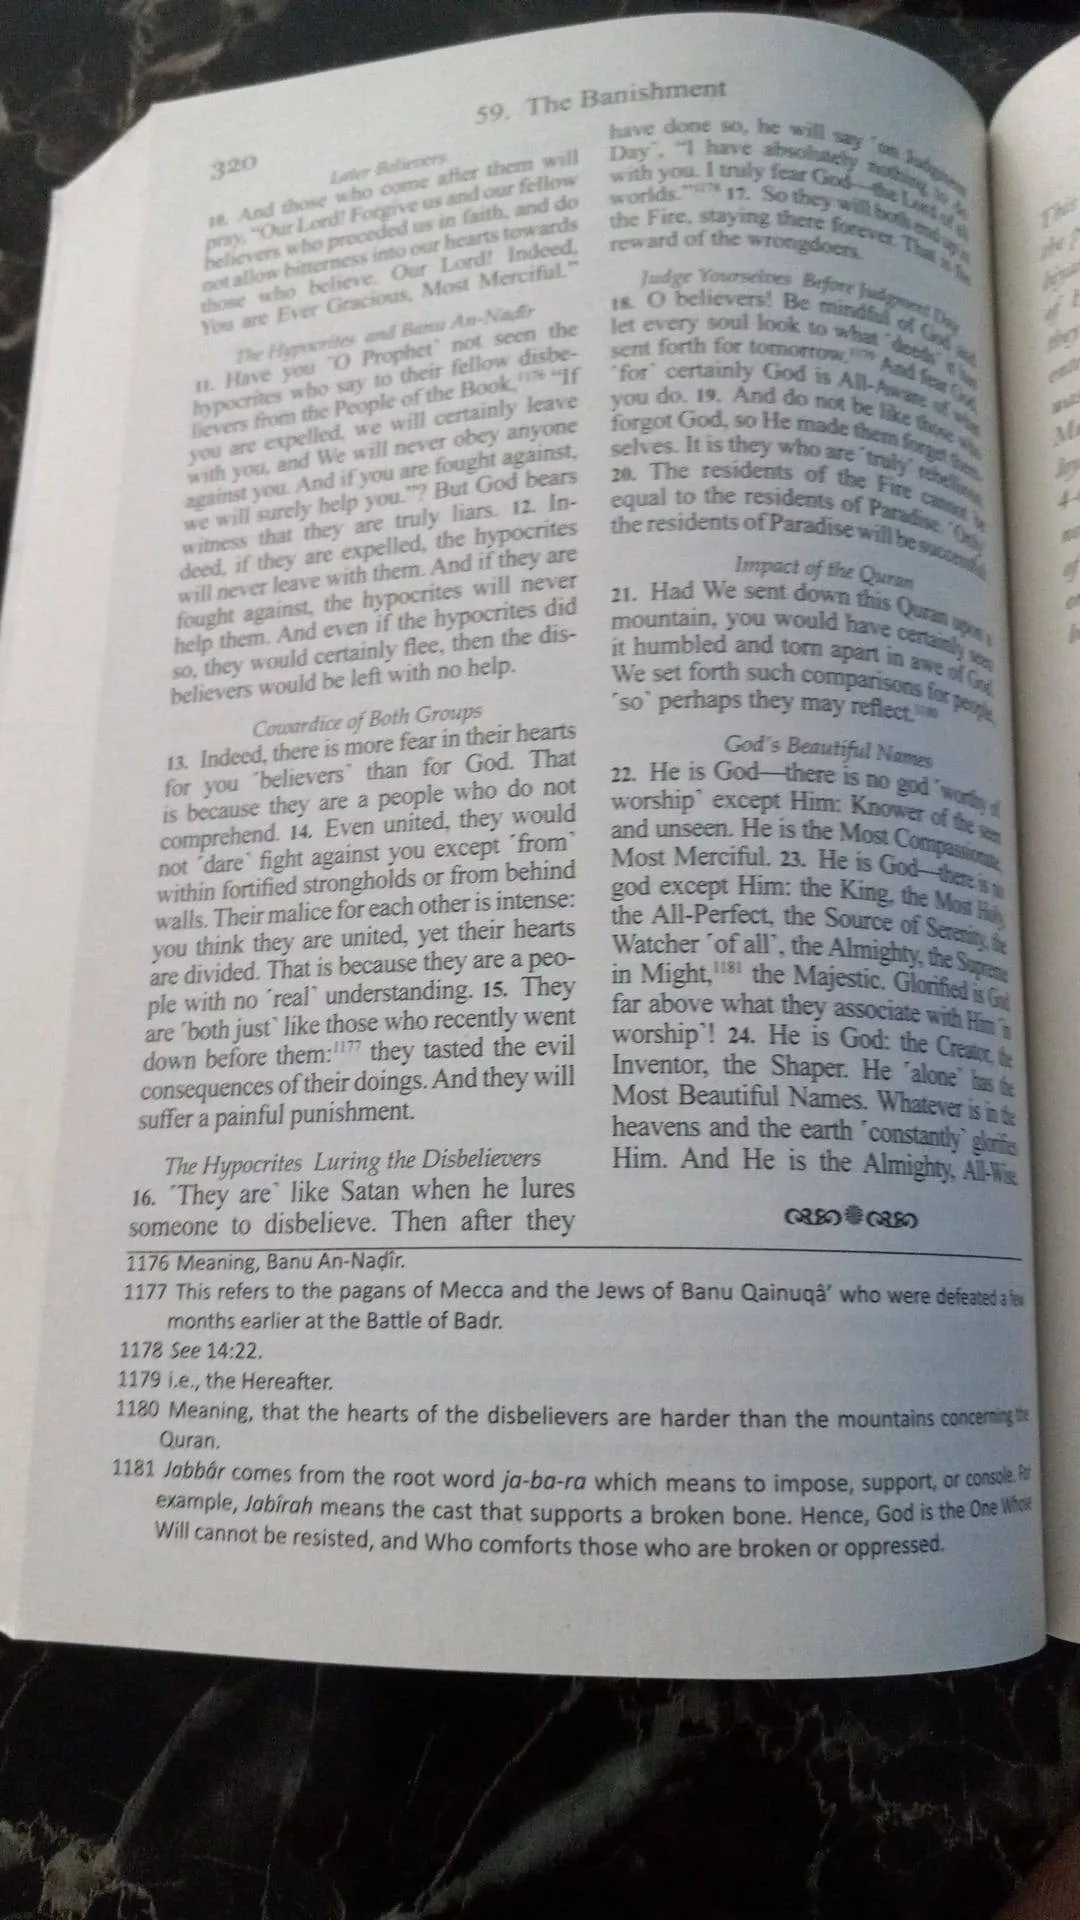 320
59. The Banishment
Later Believers
10. And those who come after them will
pray, "Our Lord! Forgive us and our fellow
believers who preceded us in faith, and do
not allow bitterness into our hearts towards
those who believe. Our Lord! Indeed,
You are Ever Gracious, Most Merciful."
The Hypocrites and Banu An-Naḍîr
11. Have you ˹O Prophet˺ not seen the
hypocrites who say to their fellow disbe-
lievers from the People of the Book,1176 "If
you are expelled, we will certainly leave
with you, and We will never obey anyone
against you. And if you are fought against,
we will surely help you."? But God bears
witness that they are truly liars. 12. In-
deed, if they are expelled, the hypocrites
will never leave with them. And if they are
fought against, the hypocrites will never
help them. And even if the hypocrites did
so, they would certainly flee, then the dis-
believers would be left with no help.
Cowardice of Both Groups
13. Indeed, there is more fear in their hearts
for you ˹believers˺ than for God. That
is because they are a people who do not
comprehend. 14. Even united, they would
not ˹dare˺ fight against you except ˹from˺
within fortified strongholds or from behind
walls. Their malice for each other is intense:
you think they are united, yet their hearts
are divided. That is because they are a peo-
ple with no ˹real˺ understanding. 15. They
are ˹both just˺ like those who recently went
down before them:1177 they tasted the evil
consequences of their doings. And they will
suffer a painful punishment.
The Hypocrites Luring the Disbelievers
16. ˹They are˺ like Satan when he lures
someone to disbelieve. Then after they
have done so, he will say ˹on Judgment
Day˺, "I have absolutely nothing to do
with you. I truly fear God—the Lord of all
worlds."1178 17. So they will both end up in
the Fire, staying there forever. That is the
reward of the wrongdoers.
Judge Yourselves Before Judgment Day
18. O believers! Be mindful of God and
let every soul look to what ˹deeds˺ it has
sent forth for tomorrow.1179 And fear God,
˹for˺ certainly God is All-Aware of what
you do. 19. And do not be like those who
forgot God, so He made them forget them-
selves. It is they who are ˹truly˺ rebellious.
20. The residents of the Fire cannot be
equal to the residents of Paradise. ˹Only˺
the residents of Paradise will be successful.
Impact of the Quran
21. Had We sent down this Quran upon a
mountain, you would have certainly seen
it humbled and torn apart in awe of God.
We set forth such comparisons for people,
˹so˺ perhaps they may reflect.1180
God's Beautiful Names
22. He is God—there is no god ˹worthy of
worship˺ except Him: Knower of the seen
and unseen. He is the Most Compassionate,
Most Merciful. 23. He is God—there is no
god except Him: the King, the Most Holy,
the All-Perfect, the Source of Serenity, the
Watcher ˹of all˺, the Almighty, the Supreme
in Might,1181 the Majestic. Glorified is God
far above what they associate with Him ˹in
worship˺! 24. He is God: the Creator, the
Inventor, the Shaper. He ˹alone˺ has the
Most Beautiful Names. Whatever is in the
heavens and the earth ˹constantly˺ glorifies
Him. And He is the Almighty, All-Wise.
1176 Meaning, Banu An-Naḍîr.
1177 This refers to the pagans of Mecca and the Jews of Banu Qainuqâ' who were defeated a few
months earlier at the Battle of Badr.
1178 See 14:22.
1179 i.e., the Hereafter.
1180 Meaning, that the hearts of the disbelievers are harder than the mountains concerning the
Quran.
1181 Jabbâr comes from the root word ja-ba-ra which means to impose, support, or console. For
example, Jabîrah means the cast that supports a broken bone. Hence, God is the One Whose
Will cannot be resisted, and Who comforts those who are broken or oppressed.